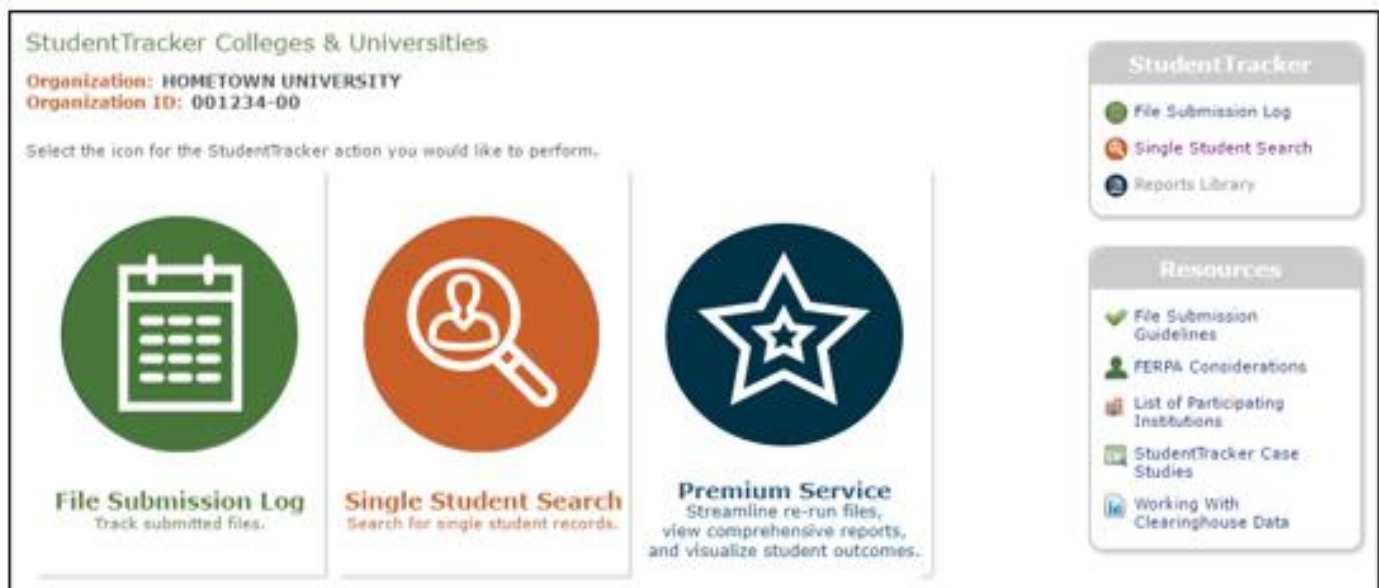 StudentTracker Colleges & Universities
Organization: HOMETOWN UNIVERSITY
Organization ID: 001234-00
Select the icon for the StudentTracker action you would like to perform.
File Submission Log
Track submitted files.
Single Student Search
Search for single student records.
Premium Service
Streamline re-run files,
view comprehensive reports,
and visualize student outcomes.
StudentTracker
File Submission Log
Single Student Search
Reports Library
Resources
File Submission
Guidelines
FERPA Considerations
List of Participating
Institutions
StudentTracker Case
Studies
Working With
Clearinghouse Data